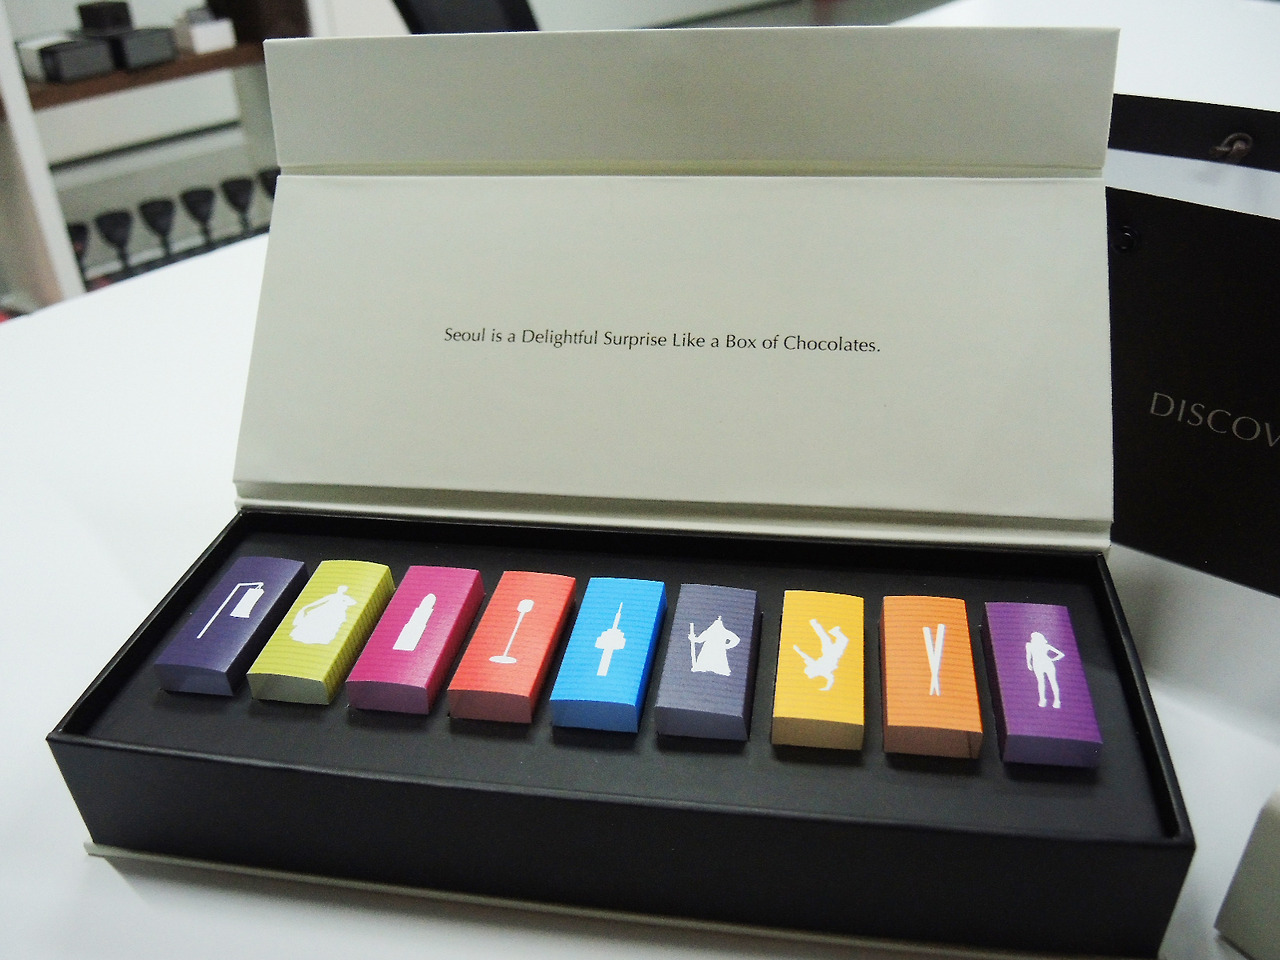 Seoul is a Delightful Surprise Like a Box of Chocolates.
DISCOV